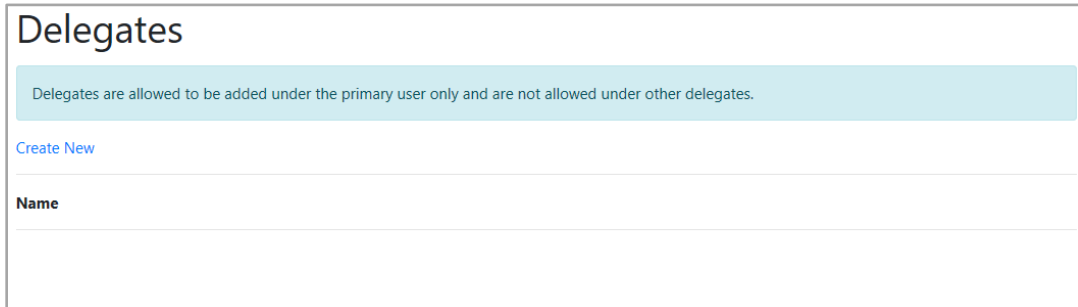 Delegates
Delegates are allowed to be added under the primary user only and are not allowed under other delegates.
Create New
Name